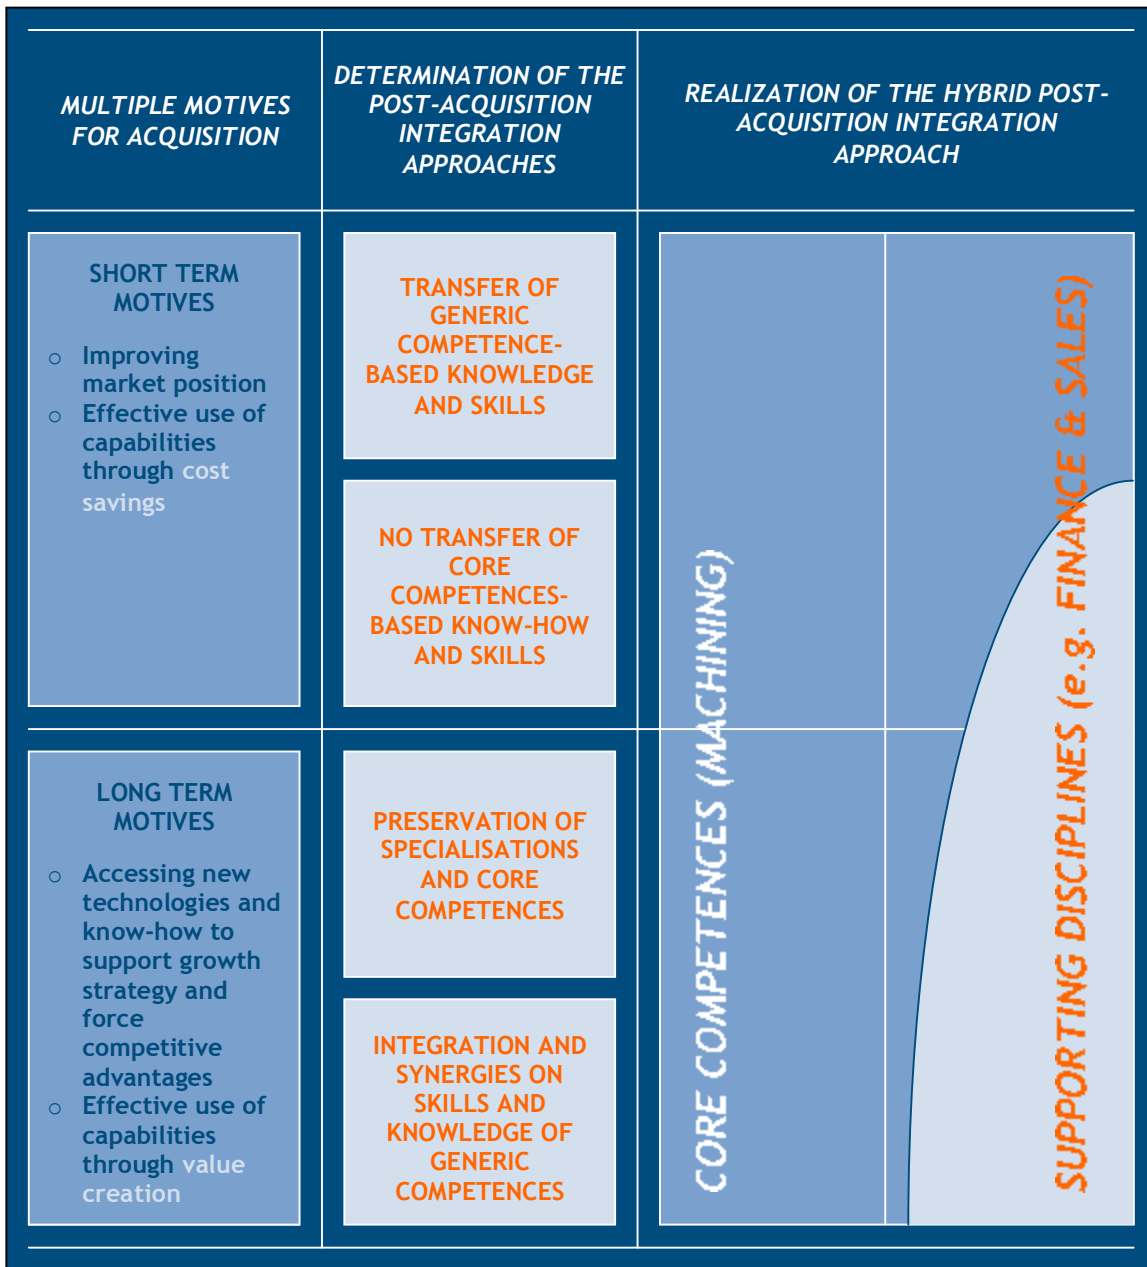 MULTIPLE MOTIVES
FOR ACQUISITION
DETERMINATION OF THE
POST-ACQUISITION
INTEGRATION
APPROACHES
REALIZATION OF THE HYBRID POST-
ACQUISITION INTEGRATION
APPROACH
SHORT TERM
MOTIVES
o Improving
market position
o Effective use of
capabilities
through cost
savings
TRANSFER OF
GENERIC
COMPETENCE-
BASED KNOWLEDGE
AND SKILLS
NO TRANSFER OF
CORE
COMPETENCES-
BASED KNOW-HOW
AND SKILLS
LONG TERM
MOTIVES
o Accessing new
technologies and
know-how to
support growth
strategy and
force
competitive
advantages
o Effective use of
capabilities
through value
creation
PRESERVATION OF
SPECIALISATIONS
AND CORE
COMPETENCES
INTEGRATION AND
SYNERGIES ON
SKILLS AND
KNOWLEDGE OF
GENERIC
COMPETENCES
CORE COMPETENCES (MACHINING)
SUPPORTING DISCIPLINES (e.g. FINANCE & SALES)